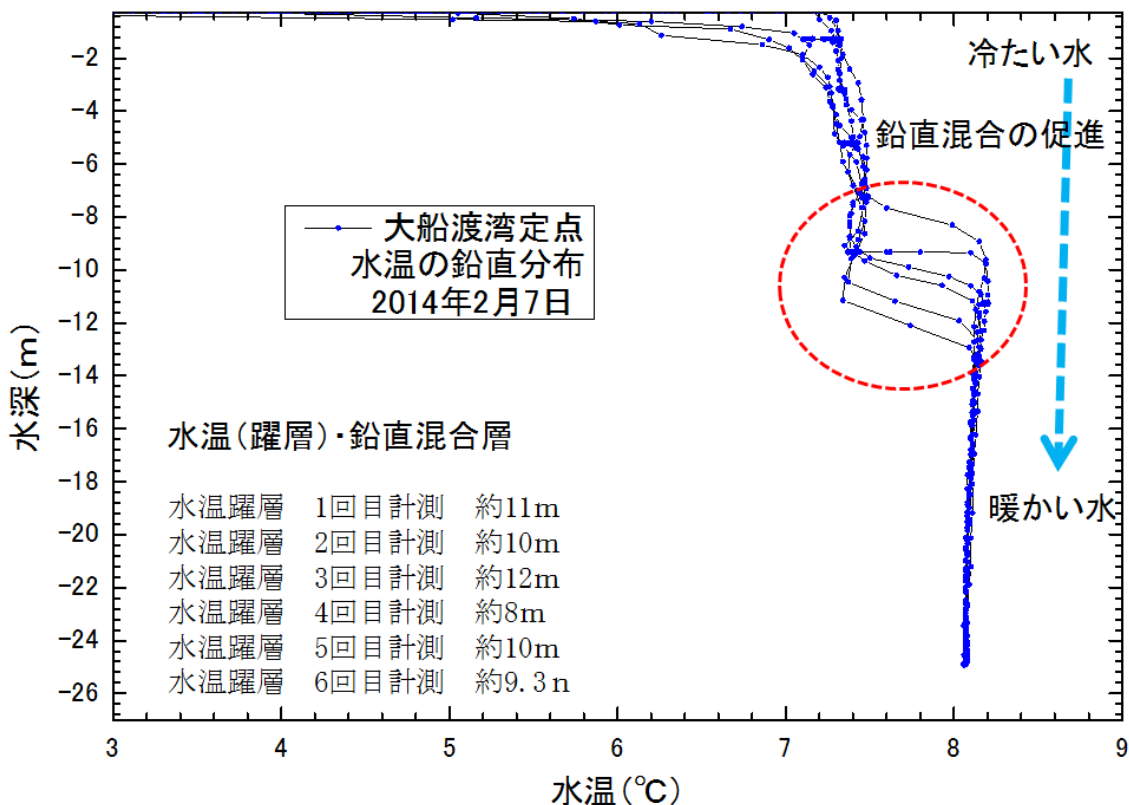 冷たい水
鉛直混合の促進
大船渡湾定点
水温の鉛直分布
2014年2月7日
水温(躍層)・鉛直混合層
水温躍層 1回目計測 約11m
水温躍層 2回目計測 約10m
水温躍層 3回目計測 約12m
水温躍層 4回目計測 約8m
水温躍層 5回目計測 約10m
水温躍層 6回目計測 約9.3n
暖かい水
水深(m)
-2
-4
-6
-8
-10
-12
-14
-16
-18
-20
-22
-24
-26
3 4 5 6 7 8 9
水温(℃)